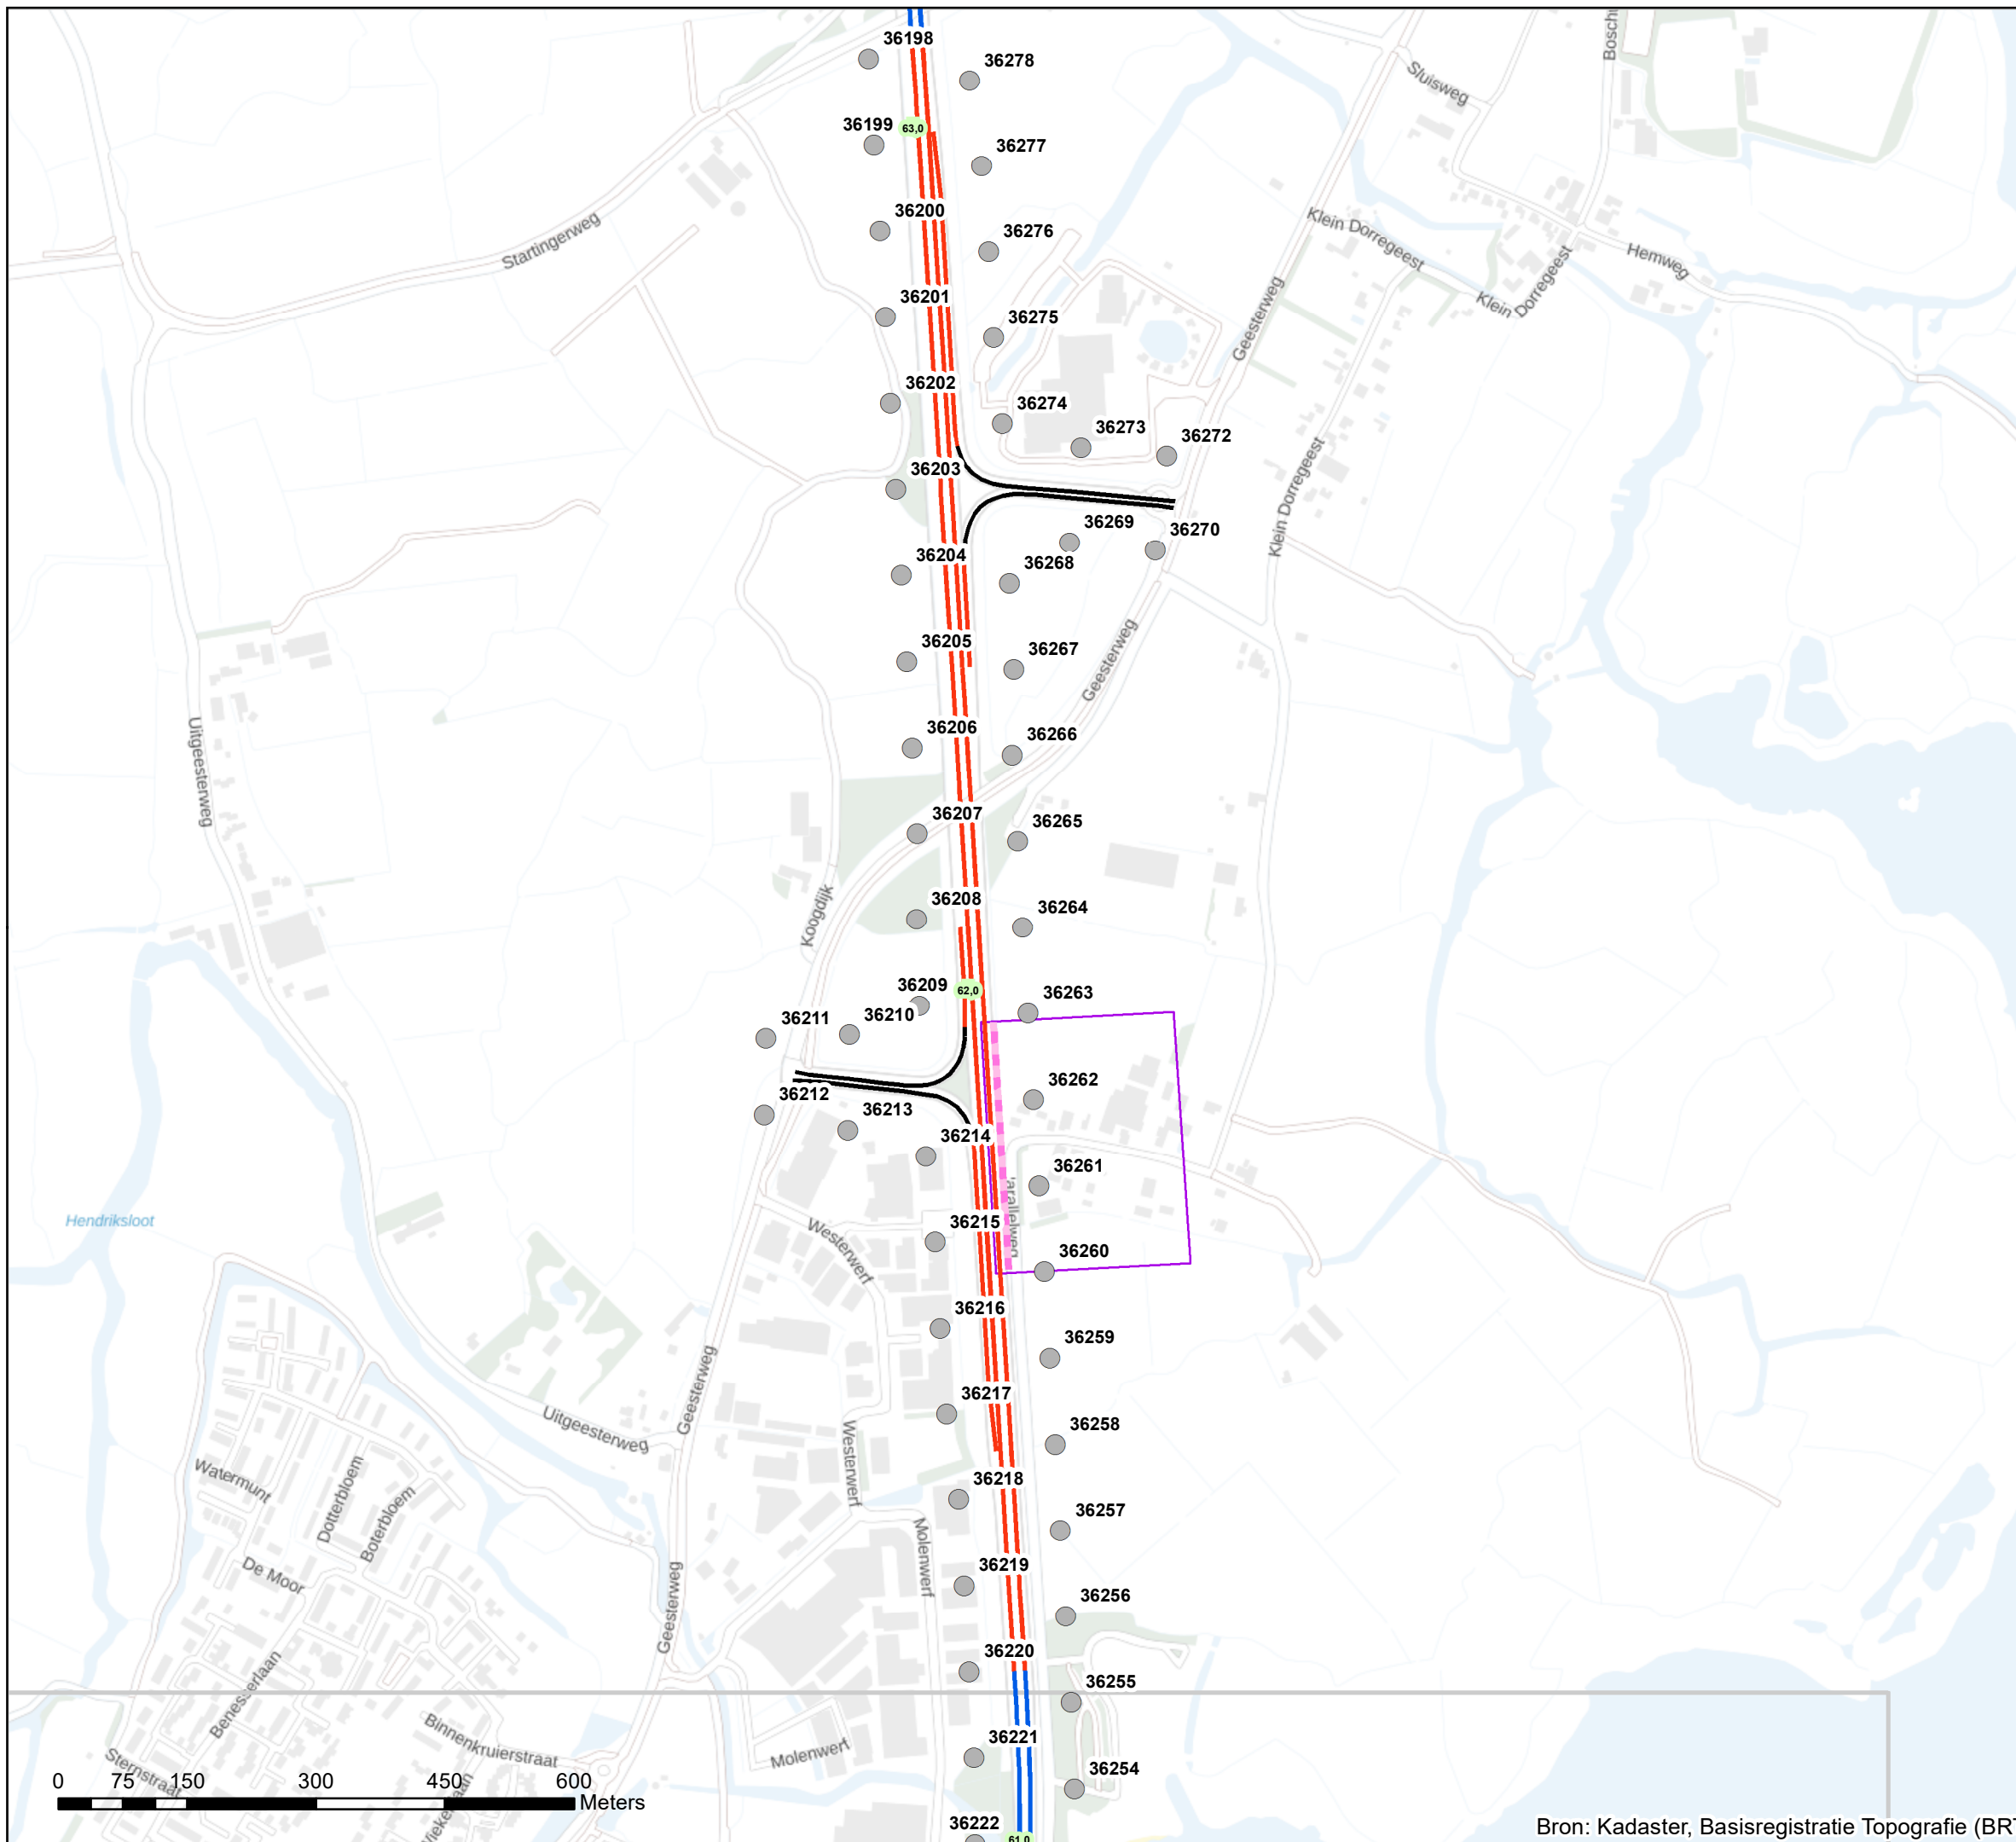 36198
36278
Sluisweg
36199
63,0
36277
36200
36276
Startingerweg
Klein Dorregeest
Hemweg
Klein Dorregeest
36201
36275
Geesterweg
36202
36274
36273
36272
36203
Klein Dorregeest
36269
36270
36204
36268
36205
36267
Geesterweg
Uitgeesterweg
36206
36266
36207
36265
Koogdijk
36208
36264
36209
62,0
36263
36211
36210
36212
36262
36213
36214
36261
Hendriksloot
36215
Westerwerf
36260
36216
36259
Geesterweg
36217
Uitgeesterweg
36258
Westerwerf
Watermunt
Dotterbloem
Boterbloem
36218
36257
Molenwerf
De Moor
36219
Geesterweg
36256
36220
Benesserlaan
36255
Binnenkruierstraat
36221
Molenwerf
Sternstraat
36254
0 75 150 300 450 600
Meters
36222
61,0
Bron: Kadaster, Basisregistratie Topografie (BR